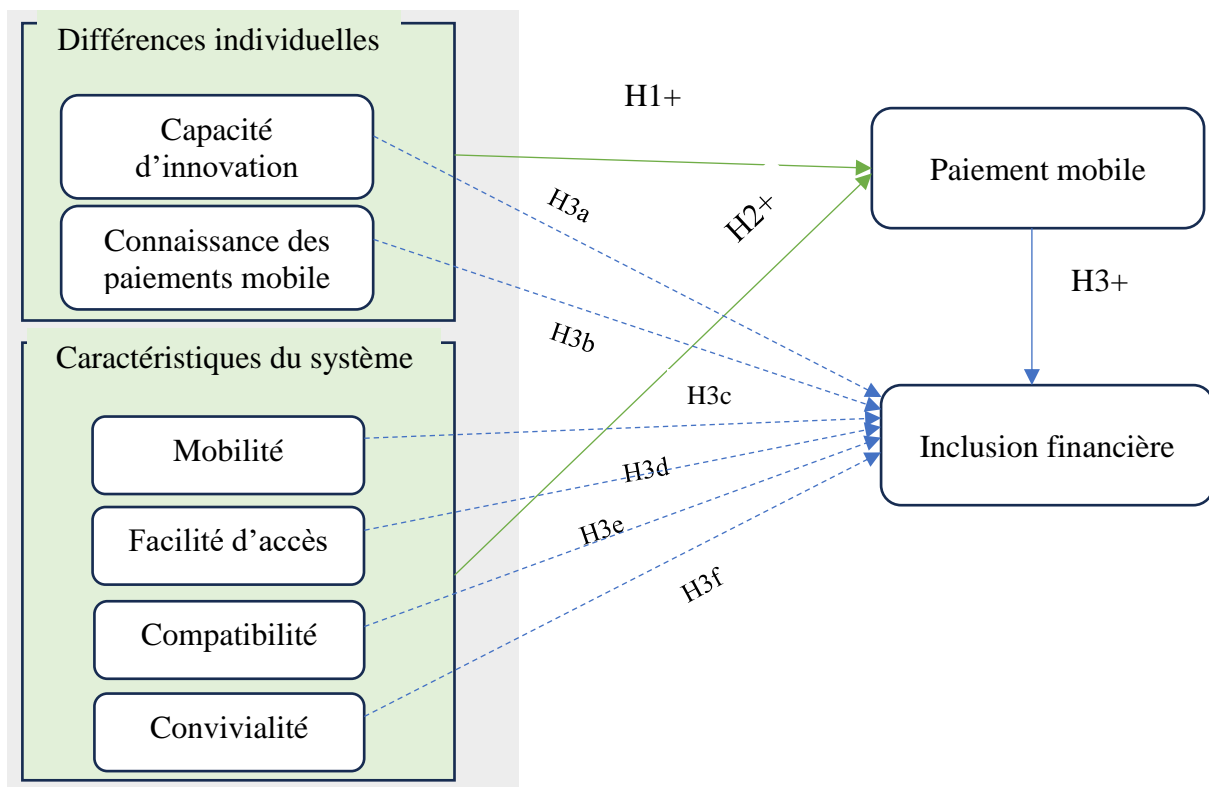 Différences individuelles
Capacité
d’innovation
Connaissance des
paiements mobile
Caractéristiques du système
Mobilité
Facilité d’accès
Compatibilité
Convivialité
H1+
H2+
H3a
H3b
H3c
H3d
H3e
H3f
Paiement mobile
H3+
Inclusion financière